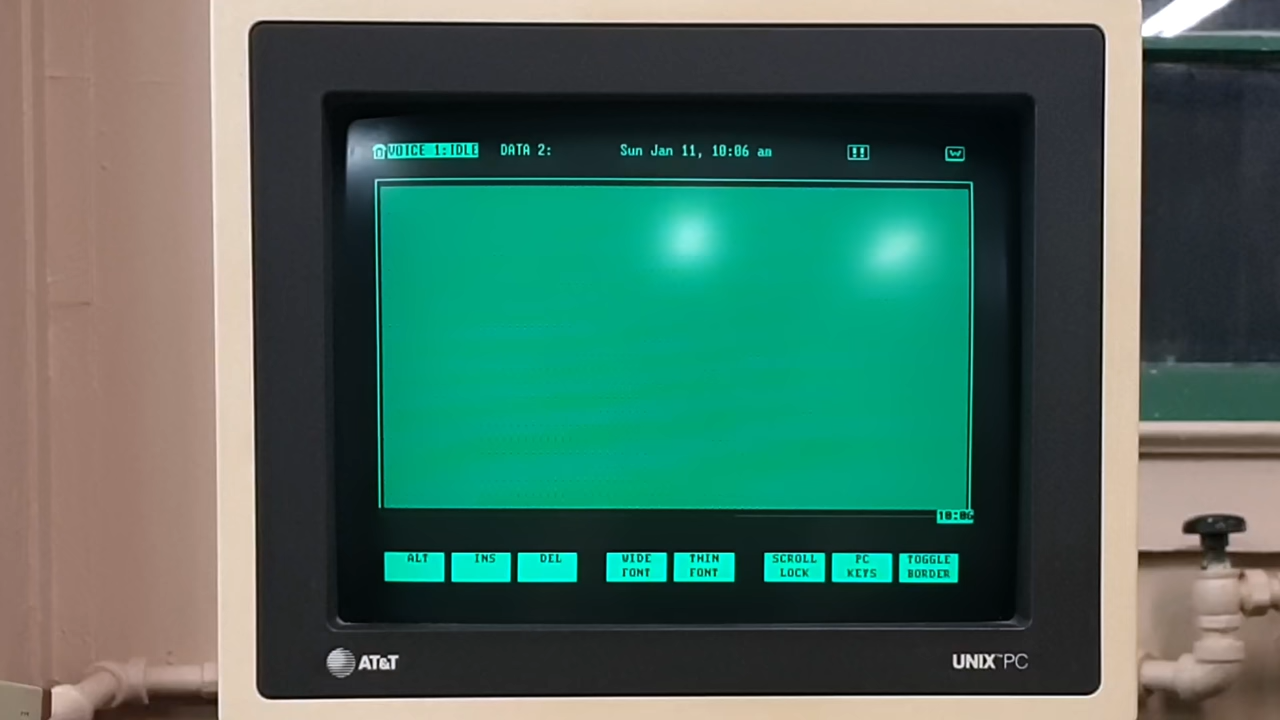 VOICE 1:IDLE DATA 2: Sun Jan 11, 10:06 am !!
10:06
ALT INS DEL WIDE FONT THIN FONT SCROLL LOCK PC KEYS TOGGLE BORDER
AT&T UNIX™ PC